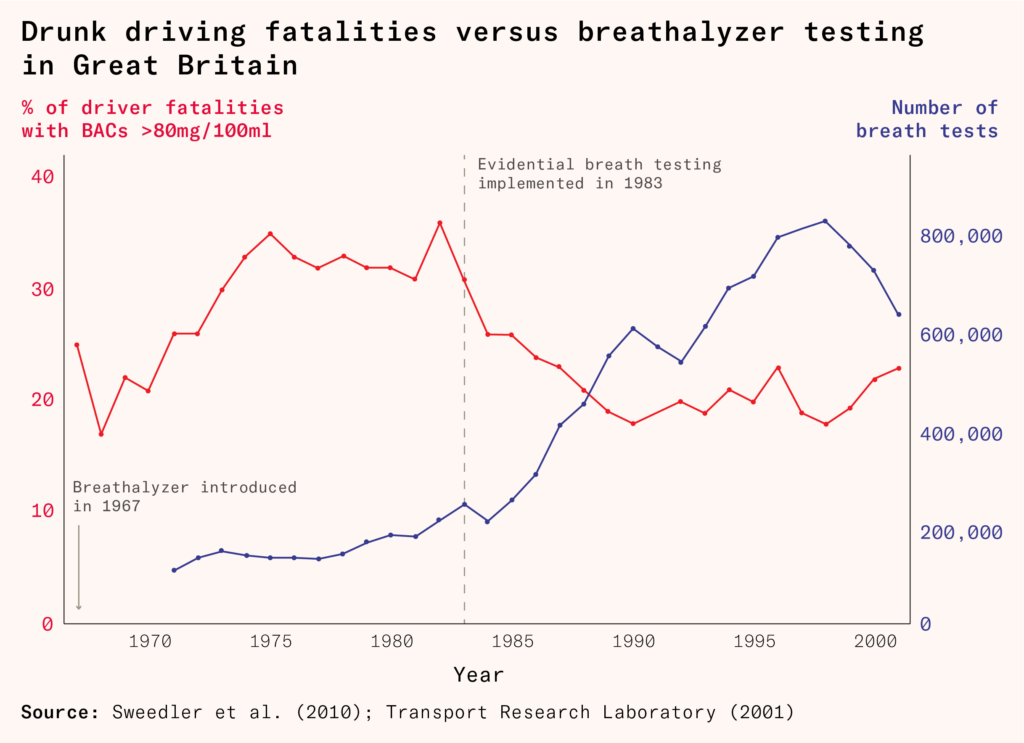 Drunk driving fatalities versus breathalyzer testing
in Great Britain
% of driver fatalities
with BACs >80mg/100ml
Number of
breath tests
Evidential breath testing
implemented in 1983
40
30
20
10
0
800,000
600,000
400,000
200,000
0
Breathalyzer introduced
in 1967
1970 1975 1980 1985 1990 1995 2000
Year
Source: Sweedler et al. (2010); Transport Research Laboratory (2001)